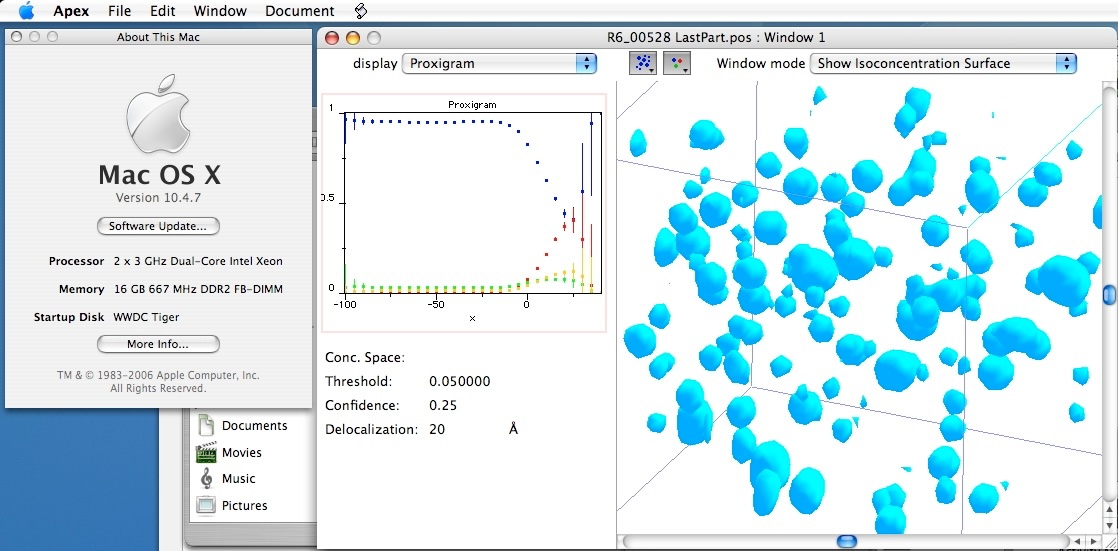 Apex File Edit Window Document
About This Mac
Mac OS X
Version 10.4.7
Software Update...
Processor 2 x 3 GHz Dual-Core Intel Xeon
Memory 16 GB 667 MHz DDR2 FB-DIMM
Startup Disk WWDC Tiger
More Info...
TM & © 1983-2006 Apple Computer, Inc.
All Rights Reserved.
Documents
Movies
Music
Pictures
R6_00528 LastPart.pos : Window 1
display Proxigram
Window mode Show Isoconcentration Surface
Proxigram
1
0.5
0
-100 -50 0
x
Conc. Space:
Threshold: 0.050000
Confidence: 0.25
Delocalization: 20 Å